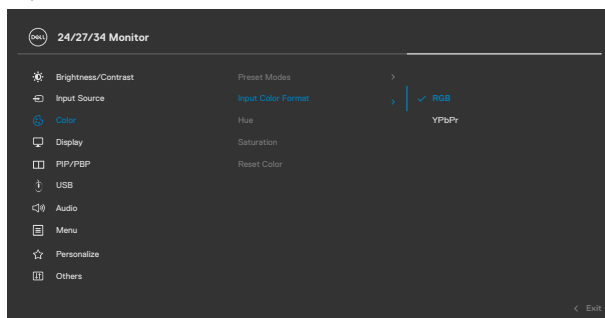 DELL 24/27/34 Monitor
Brightness/Contrast Preset Modes >
Input Source Input Color Format > ✓ RGB
Color Hue YPbPr
Display Saturation
PIP/PBP Reset Color
USB
Audio
Menu
Personalize
Others
< Exit